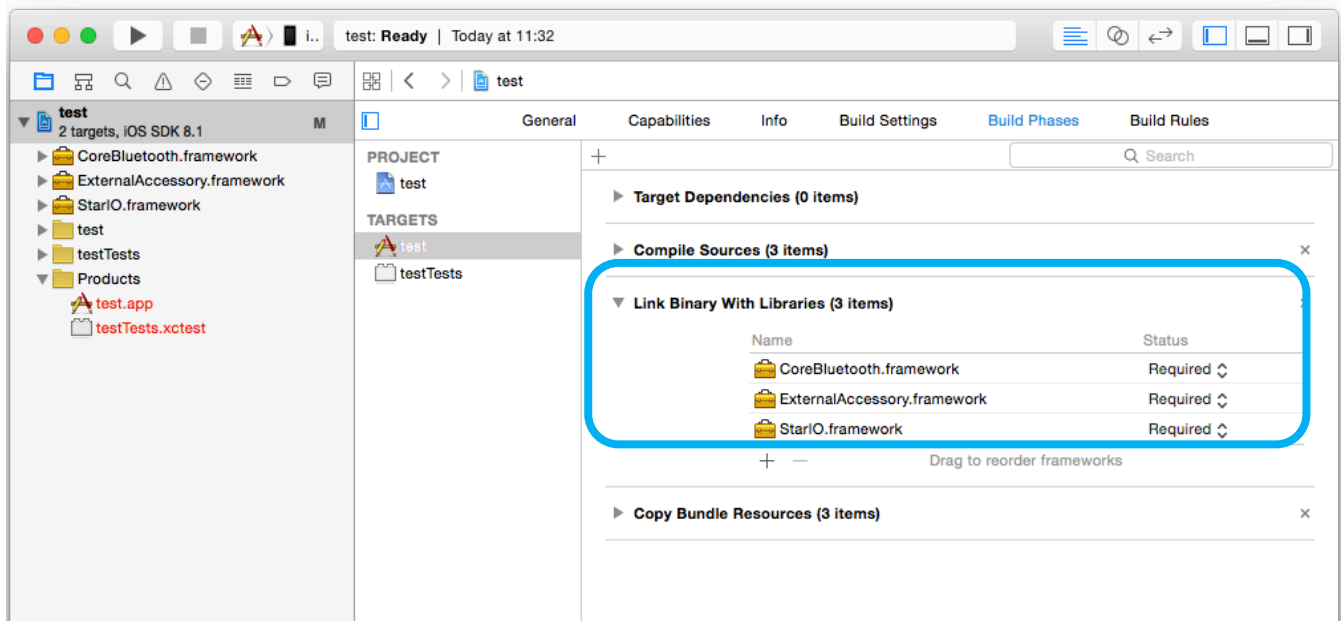 i.. test: Ready | Today at 11:32
test
test
2 targets, iOS SDK 8.1 M
CoreBluetooth.framework
ExternalAccessory.framework
StarIO.framework
test
testTests
Products
test.app
testTests.xctest
General Capabilities Info Build Settings Build Phases Build Rules
PROJECT
test
TARGETS
test
testTests
Search
Target Dependencies (0 items)
Compile Sources (3 items)
Link Binary With Libraries (3 items)
Name Status
CoreBluetooth.framework Required
ExternalAccessory.framework Required
StarIO.framework Required
Drag to reorder frameworks
Copy Bundle Resources (3 items)